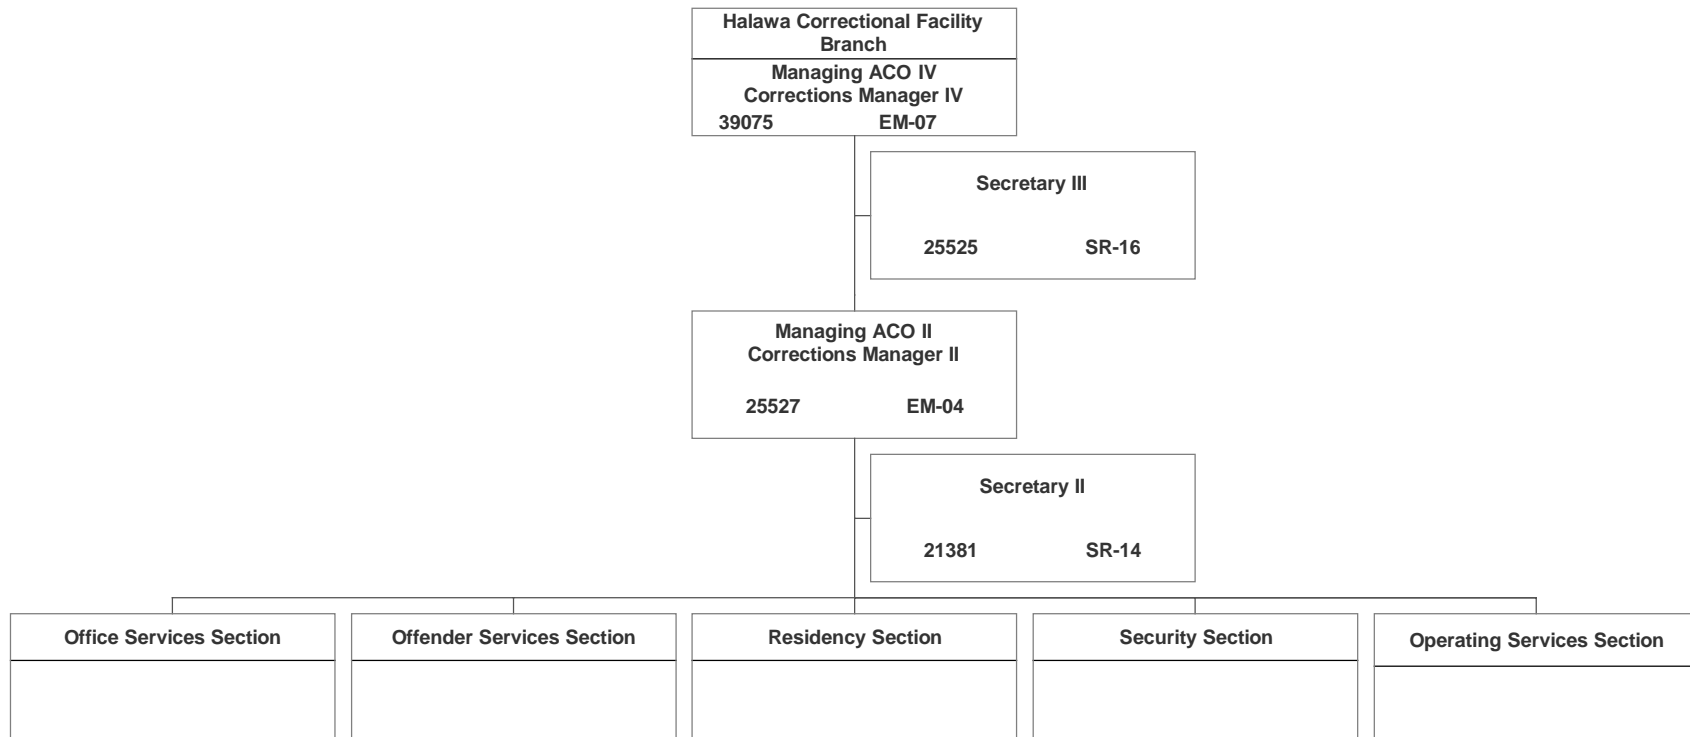 Halawa Correctional Facility
Branch
Managing ACO IV
Corrections Manager IV
39075 EM-07
Secretary III
25525 SR-16
Managing ACO II
Corrections Manager II
25527 EM-04
Secretary II
21381 SR-14
Office Services Section
Offender Services Section
Residency Section
Security Section
Operating Services Section